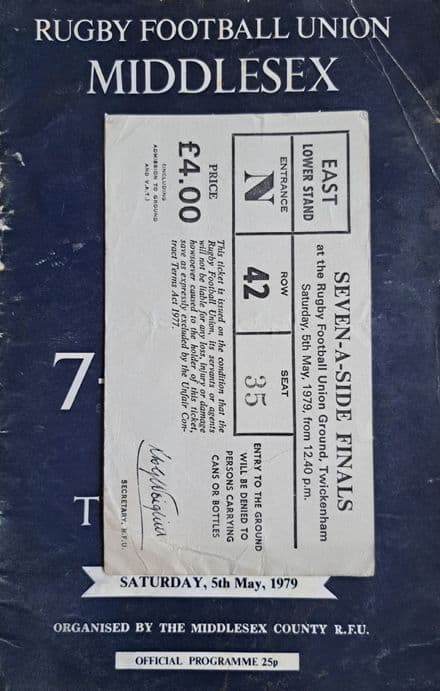 RUGBY FOOTBALL UNION
MIDDLESEX
7-
T
SEVEN-A-SIDE FINALS
at the Rugby Football Union Ground, Twickenham
Saturday, 5th May, 1979, from 12.40 p.m.
EAST
LOWER STAND
ENTRANCE
N
ROW
42
SEAT
35
ENTRY TO THE GROUND
WILL BE DENIED TO
PERSONS CARRYING
CANS OR BOTTLES
PRICE
£4.00
(INCLUDING
ADMISSION TO GROUND
AND V.A.T.)
This ticket is issued on the condition that the
Rugby Football Union, its servants or agents
will not be liable for any loss, injury or damage
howsoever caused to the holder of this ticket,
save as expressly excluded by the Unfair Con-
tract Terms Act 1977.
SECRETARY, R.F.U.
SATURDAY, 5th May, 1979
ORGANISED BY THE MIDDLESEX COUNTY R.F.U.
OFFICIAL PROGRAMME 25p